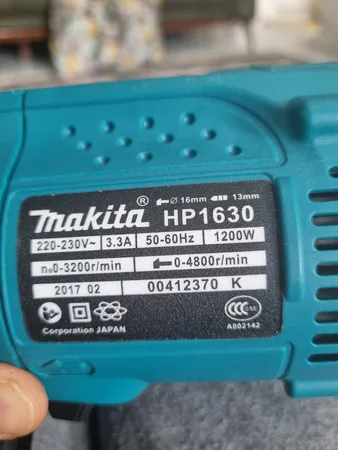 makita® ⌀ 16mm 13mm
HP1630
220-230V~ 3.3A 50-60Hz 1200W
n₀0-3200r/min 0-4800r/min
2017 02 00412370 K
Corporation JAPAN
CCC
A002142